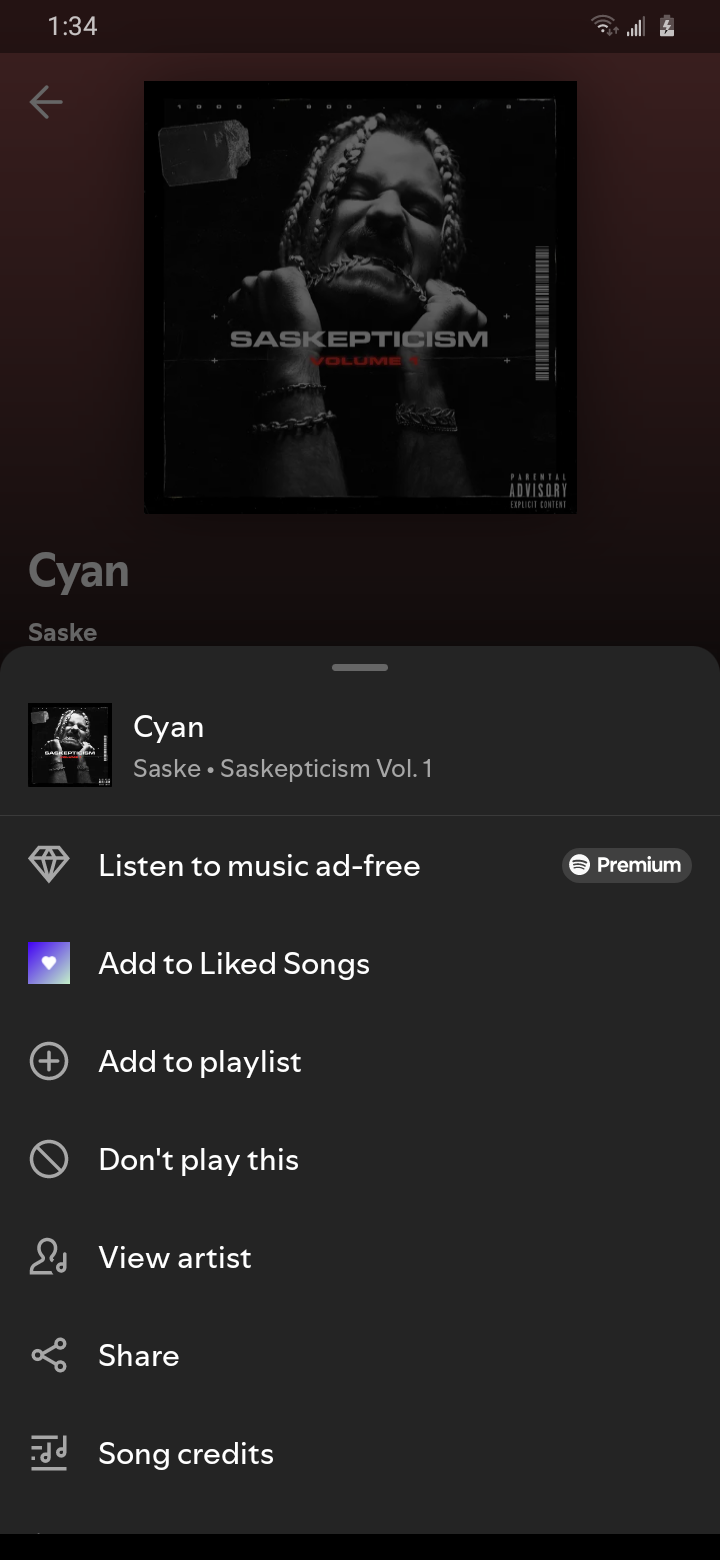 1:34
SASKEPTICISM
VOLUME 1
PARENTAL
ADVISORY
EXPLICIT CONTENT
Cyan
Saske
Cyan
Saske • Saskepticism Vol. 1
Listen to music ad-free
Premium
Add to Liked Songs
Add to playlist
Don't play this
View artist
Share
Song credits